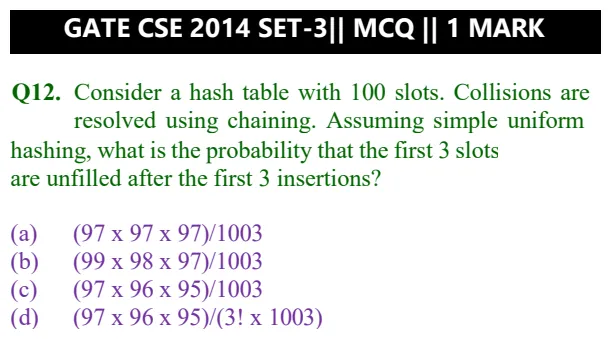 GATE CSE 2014 SET-3|| MCQ || 1 MARK
Q12. Consider a hash table with 100 slots. Collisions are
resolved using chaining. Assuming simple uniform
hashing, what is the probability that the first 3 slots
are unfilled after the first 3 insertions?
(a) (97 x 97 x 97)/1003
(b) (99 x 98 x 97)/1003
(c) (97 x 96 x 95)/1003
(d) (97 x 96 x 95)/(3! x 1003)